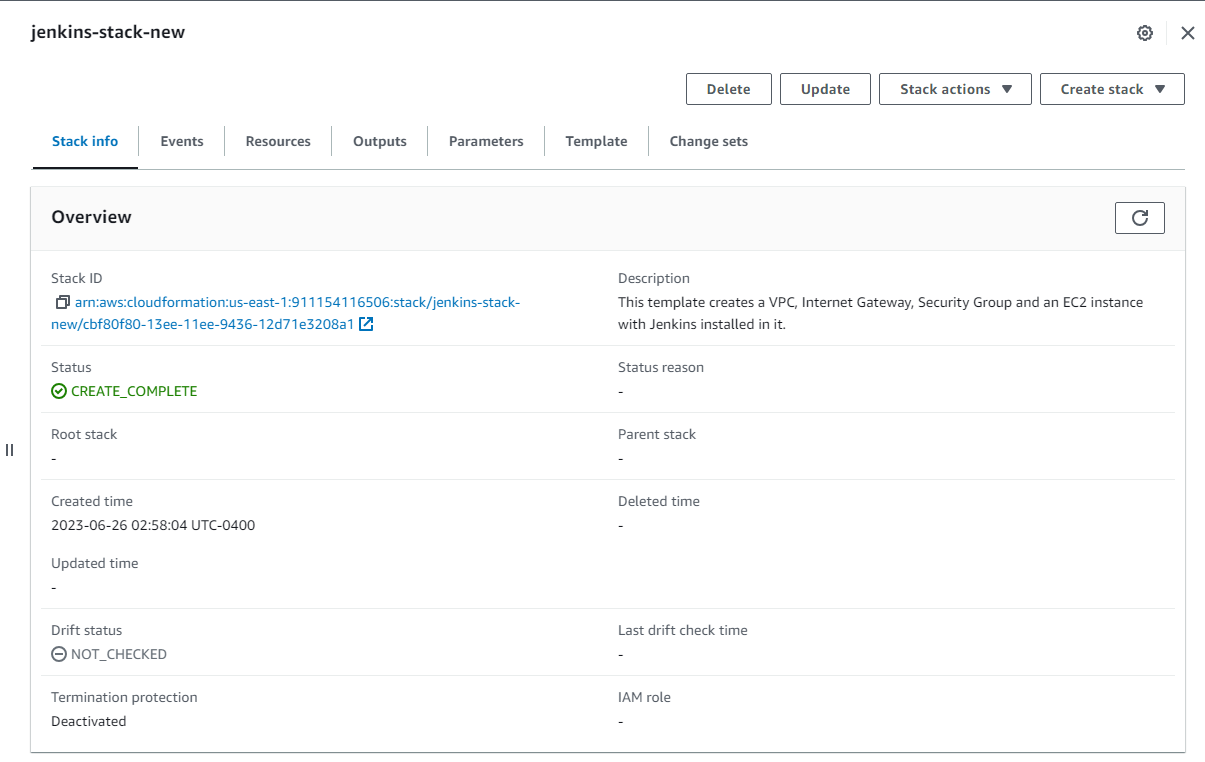 jenkins-stack-new
Delete
Update
Stack actions
Create stack
Stack info
Events
Resources
Outputs
Parameters
Template
Change sets
Overview
Stack ID
arn:aws:cloudformation:us-east-1:911154116506:stack/jenkins-stack-
new/cbf80f80-13ee-11ee-9436-12d71e3208a1
Description
This template creates a VPC, Internet Gateway, Security Group and an EC2 instance
with Jenkins installed in it.
Status
CREATE_COMPLETE
Status reason
-
Root stack
-
Parent stack
-
Created time
2023-06-26 02:58:04 UTC-0400
Deleted time
-
Updated time
-
Drift status
NOT_CHECKED
Last drift check time
-
Termination protection
Deactivated
IAM role
-